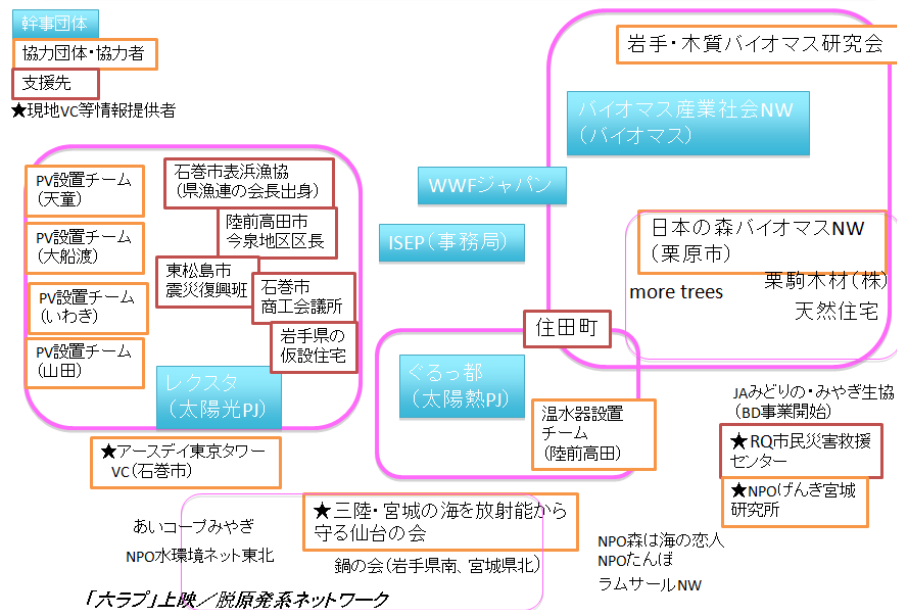 幹事団体
協力団体・協力者
支援先
★現地VC等情報提供者
岩手・木質バイオマス研究会
バイオマス産業社会NW
(バイオマス)
WWFジャパン
ISEP(事務局)
PV設置チーム
(天童)
PV設置チーム
(大船渡)
PV設置チーム
(いわき)
PV設置チーム
(山田)
石巻市表浜漁協
(県漁連の会長出身)
陸前高田市
今泉地区区長
東松島市
震災復興班
石巻市
商工会議所
岩手県の
仮設住宅
レクスタ
(太陽光PJ)
日本の森バイオマスNW
(栗原市)
more trees
栗駒木材(株)
天然住宅
住田町
ぐるっ都
(太陽熱PJ)
温水器設置
チーム
(陸前高田)
JAみどりの・みやぎ生協
(BD事業開始)
★RQ市民災害救援
センター
★NPOげんき宮城
研究所
★アースデイ東京タワー
VC(石巻市)
★三陸・宮城の海を放射能から
守る仙台の会
あいコープみやぎ
NPO水環境ネット東北
鍋の会(岩手県南、宮城県北)
NPO森は海の恋人
NPOたんぼ
ラムサールNW
「六ラプ」上映/脱原発系ネットワーク